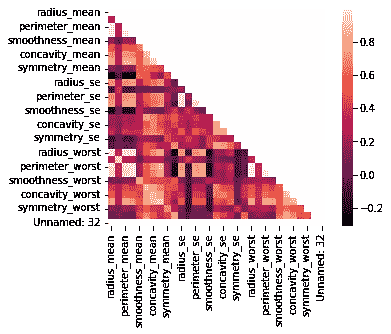 radius_mean
perimeter_mean
smoothness_mean
concavity_mean
symmetry_mean
radius_se
perimeter_se
smoothness_se
concavity_se
symmetry_se
radius_worst
perimeter_worst
smoothness_worst
concavity_worst
symmetry_worst
Unnamed: 32
0.8
0.6
0.4
0.2
0.0
−0.2
radius_mean
perimeter_mean
smoothness_mean
concavity_mean
symmetry_mean
radius_se
perimeter_se
smoothness_se
concavity_se
symmetry_se
radius_worst
perimeter_worst
smoothness_worst
concavity_worst
symmetry_worst
Unnamed: 32